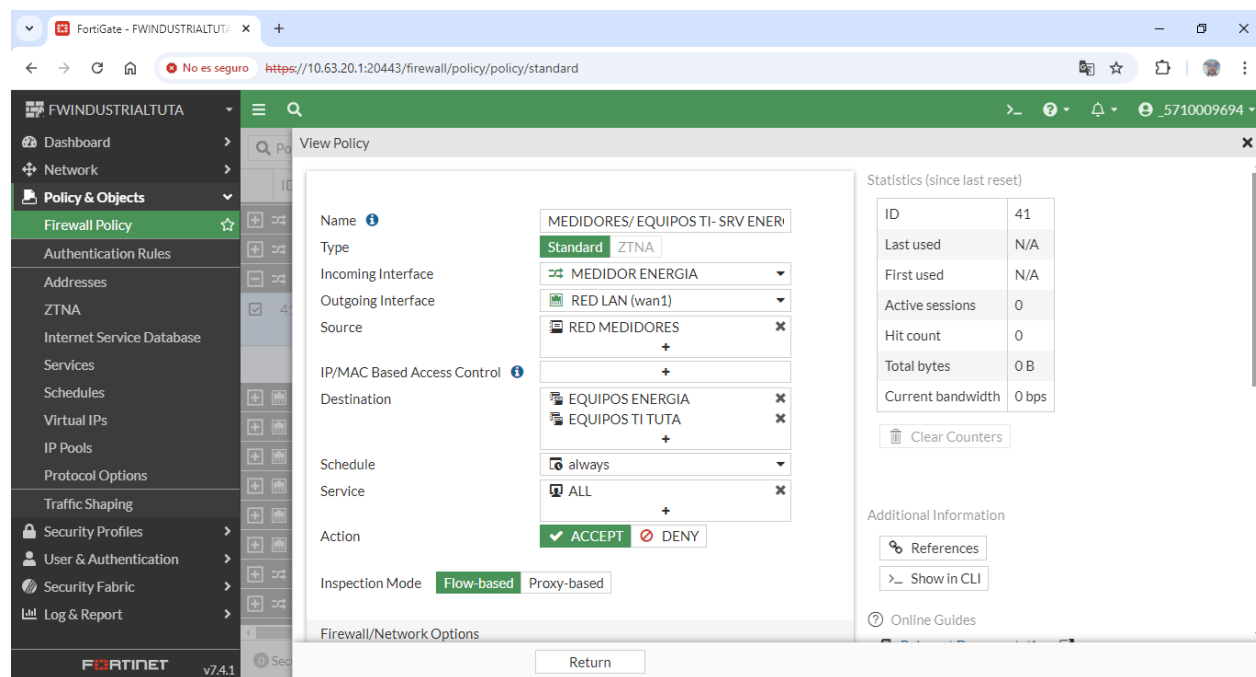 FortiGate - FWINDUSTRIALTUTA
No es seguro https://10.63.20.1:20443/firewall/policy/policy/standard
FWINDUSTRIALTUTA
>_ _5710009694
Dashboard
Network
Policy & Objects
Firewall Policy
Authentication Rules
Addresses
ZTNA
Internet Service Database
Services
Schedules
Virtual IPs
IP Pools
Protocol Options
Traffic Shaping
Security Profiles
User & Authentication
Security Fabric
Log & Report
FORTINET v7.4.1
Po
ID
41
0 Sec
View Policy
Name MEDIDORES/ EQUIPOS TI- SRV ENER
Type Standard ZTNA
Incoming Interface MEDIDOR ENERGIA
Outgoing Interface RED LAN (wan1)
Source RED MEDIDORES
+
IP/MAC Based Access Control +
Destination EQUIPOS ENERGIA
EQUIPOS TI TUTA
+
Schedule always
Service ALL
+
Action ACCEPT DENY
Inspection Mode Flow-based Proxy-based
Firewall/Network Options
Return
Statistics (since last reset)
ID 41
Last used N/A
First used N/A
Active sessions 0
Hit count 0
Total bytes 0 B
Current bandwidth 0 bps
Clear Counters
Additional Information
References
>_ Show in CLI
Online Guides